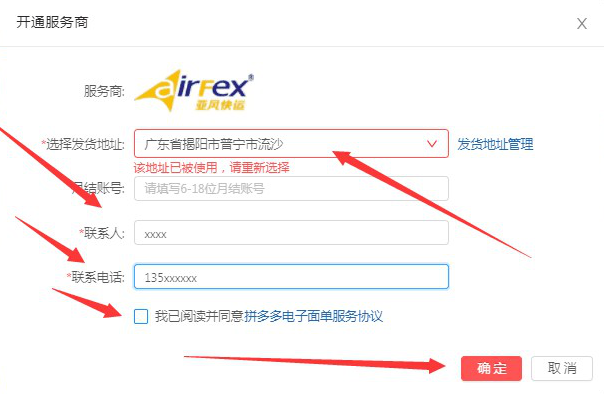 开通服务商
服务商: airfex® 亚风快运
*选择发货地址: 广东省揭阳市普宁市流沙 发货地址管理
该地址已被使用，请重新选择
月结账号: 请填写6-18位月结账号
*联系人: xxxx
*联系电话: 135xxxxxx
我已阅读并同意拼多多电子面单服务协议
确定 取消